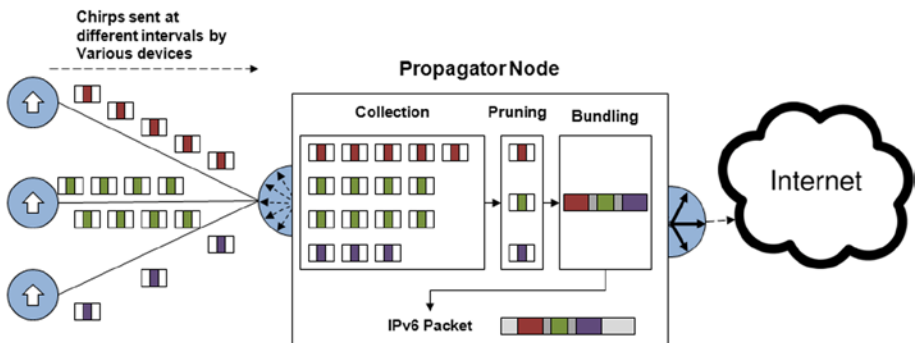 Chirps sent at
different intervals by
Various devices
Propagator Node
Collection
Pruning
Bundling
Internet
IPv6 Packet